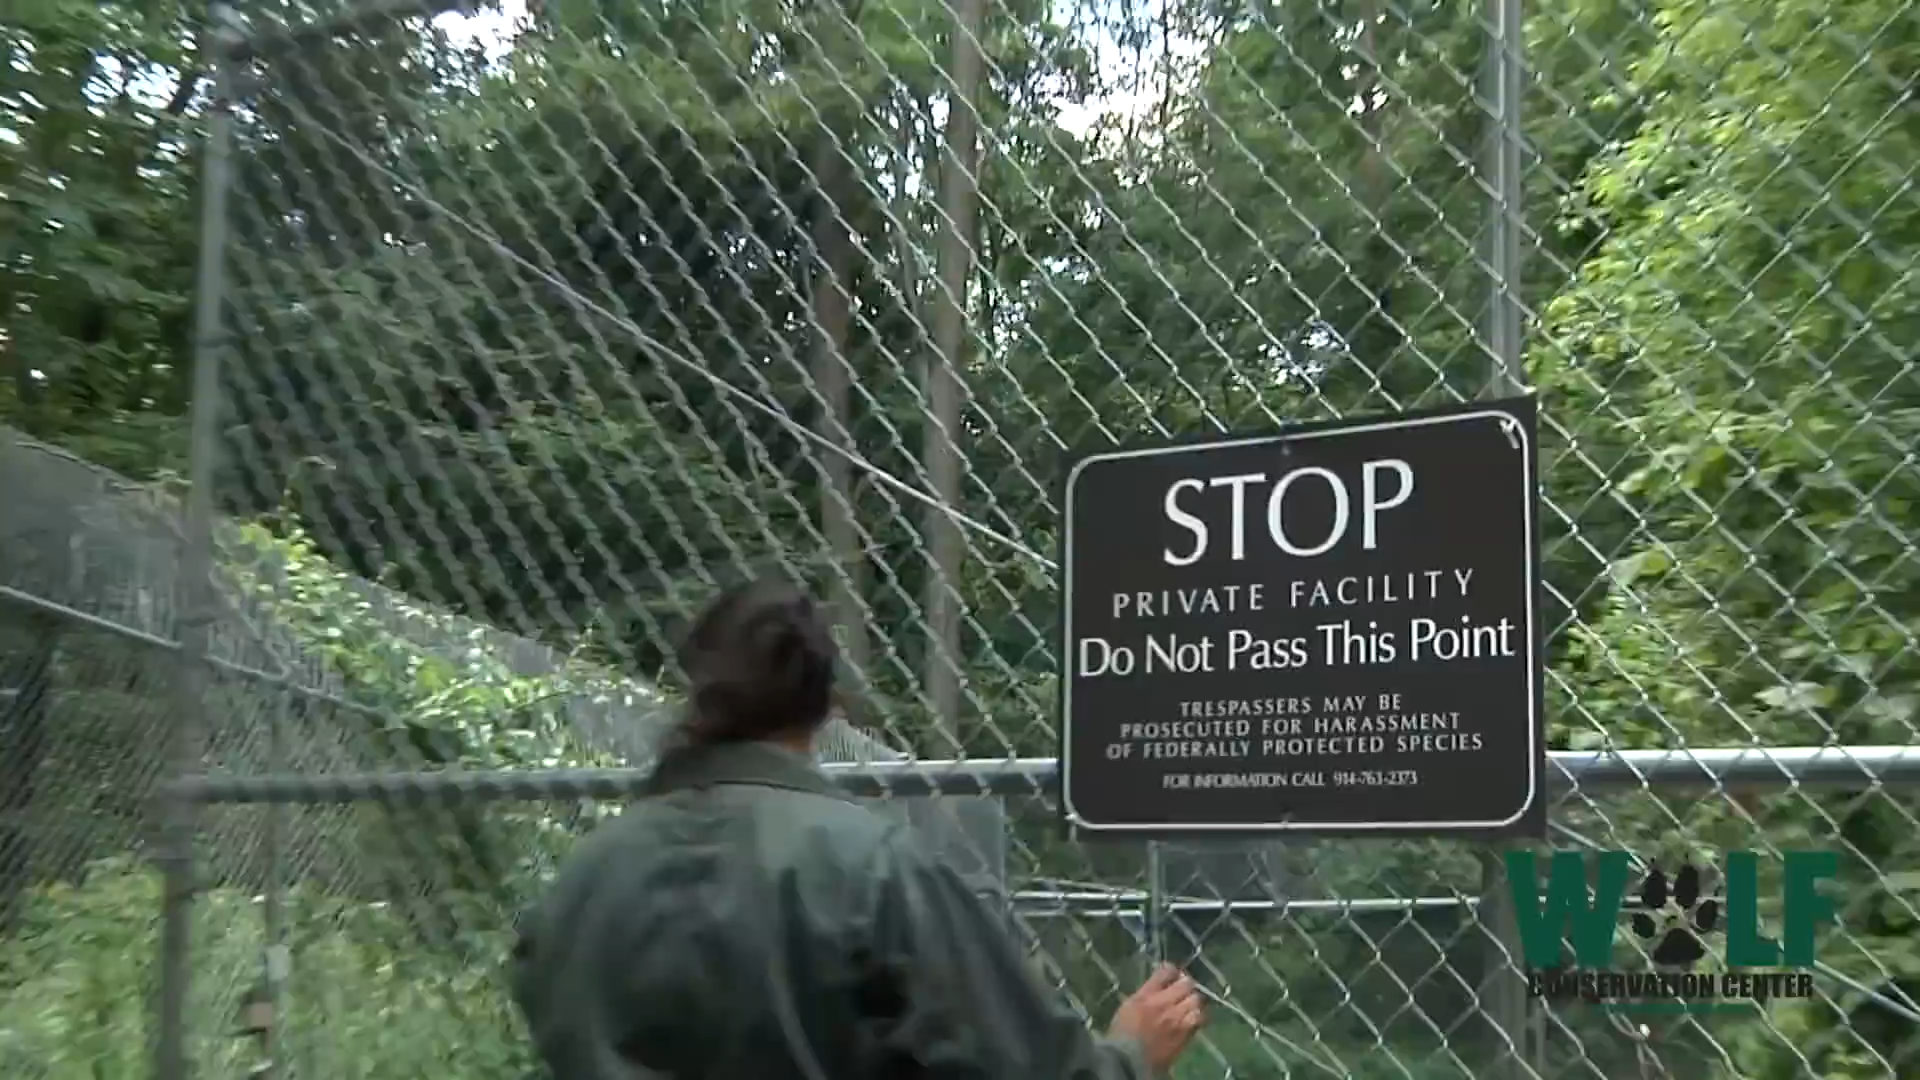 STOP
PRIVATE FACILITY
Do Not Pass This Point
TRESPASSERS MAY BE
PROSECUTED FOR HARASSMENT
OF FEDERALLY PROTECTED SPECIES
FOR INFORMATION CALL 914-763-2373
WOLF
CONSERVATION CENTER